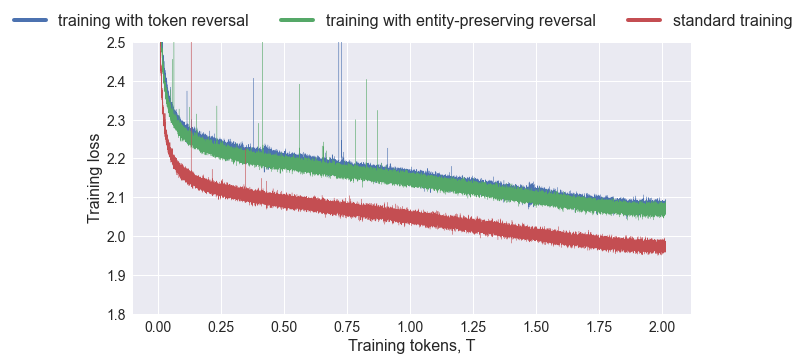 training with token reversal training with entity-preserving reversal standard training
2.5
2.4
2.3
2.2
2.1
2.0
1.9
1.8
Training loss
0.00 0.25 0.50 0.75 1.00 1.25 1.50 1.75 2.00
Training tokens, T